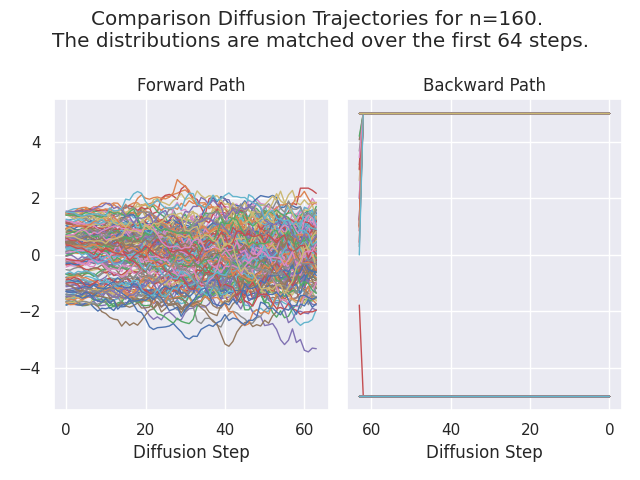 Comparison Diffusion Trajectories for n=160.
The distributions are matched over the first 64 steps.
Forward Path
Backward Path
4
2
0
−2
−4
0 20 40 60
60 40 20 0
Diffusion Step
Diffusion Step